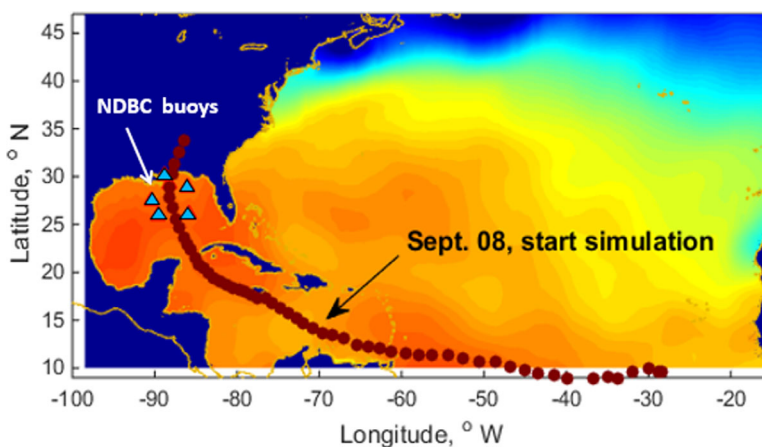 45
40
35
30
25
20
15
10
Latitude, ° N
NDBC buoys
Sept. 08, start simulation
-100 -90 -80 -70 -60 -50 -40 -30 -20
Longitude, ° W